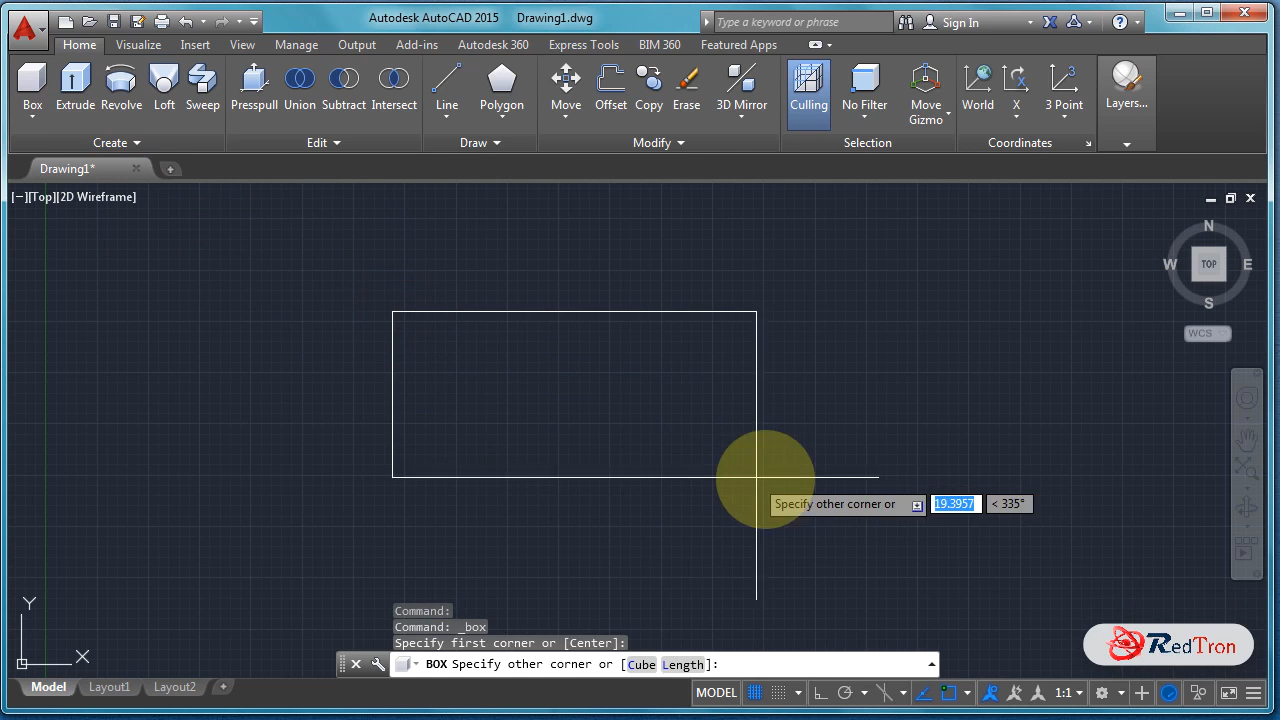 Autodesk AutoCAD 2015 Drawing1.dwg
Type a keyword or phrase
Sign In
Home Visualize Insert View Manage Output Add-ins Autodesk 360 Express Tools BIM 360 Featured Apps
Box Extrude Revolve Loft Sweep Presspull Union Subtract Intersect Line Polygon Move Offset Copy Erase 3D Mirror Culling No Filter Move Gizmo World X 3 Point Layers...
Create Edit Draw Modify Selection Coordinates
Drawing1*
[−][Top][2D Wireframe]
N
W TOP E
S
WCS
Specify other corner or 19.3957 < 335°
Y
X
Command:
Command: _box
Specify first corner or [Center]:
BOX Specify other corner or [Cube Length]:
RedTron
Model Layout1 Layout2 + MODEL 1:1